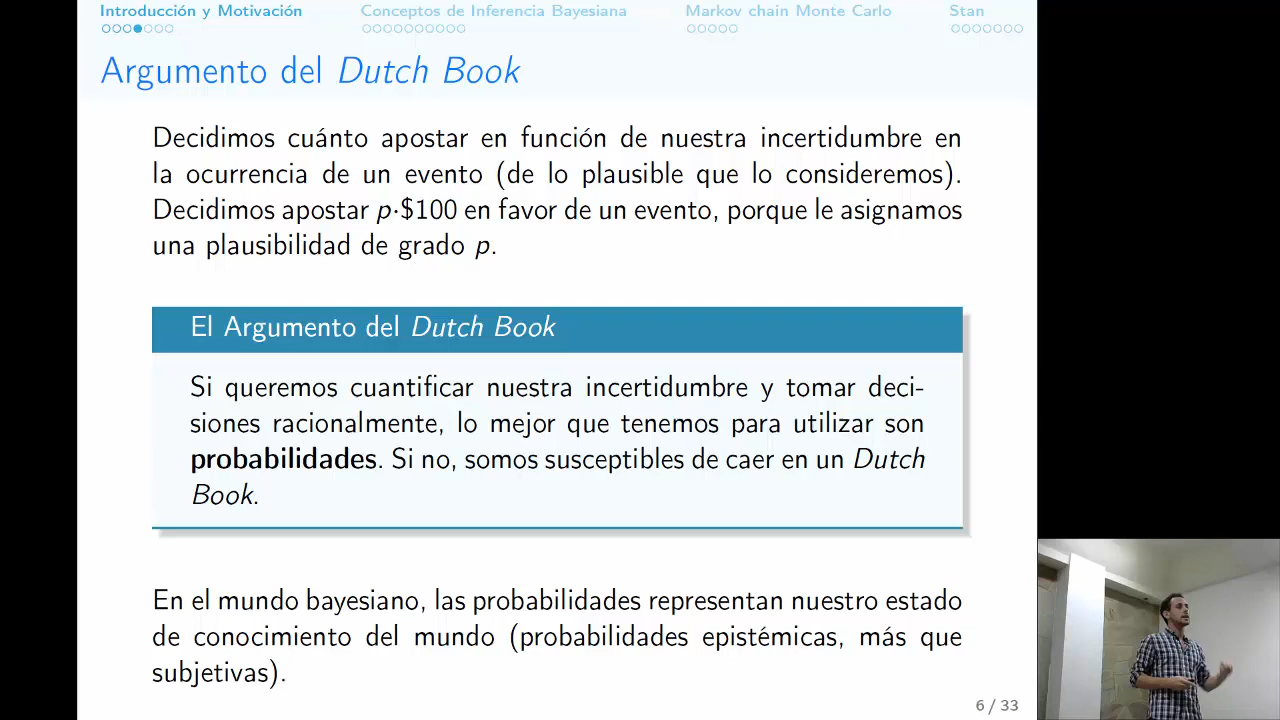 Introducción y Motivación Conceptos de Inferencia Bayesiana Markov chain Monte Carlo Stan
Argumento del Dutch Book
Decidimos cuánto apostar en función de nuestra incertidumbre en
la ocurrencia de un evento (de lo plausible que lo consideremos).
Decidimos apostar p·$100 en favor de un evento, porque le asignamos
una plausibilidad de grado p.
El Argumento del Dutch Book
Si queremos cuantificar nuestra incertidumbre y tomar deci-
siones racionalmente, lo mejor que tenemos para utilizar son
probabilidades. Si no, somos susceptibles de caer en un Dutch
Book.
En el mundo bayesiano, las probabilidades representan nuestro estado
de conocimiento del mundo (probabilidades epistémicas, más que
subjetivas).
6 / 33